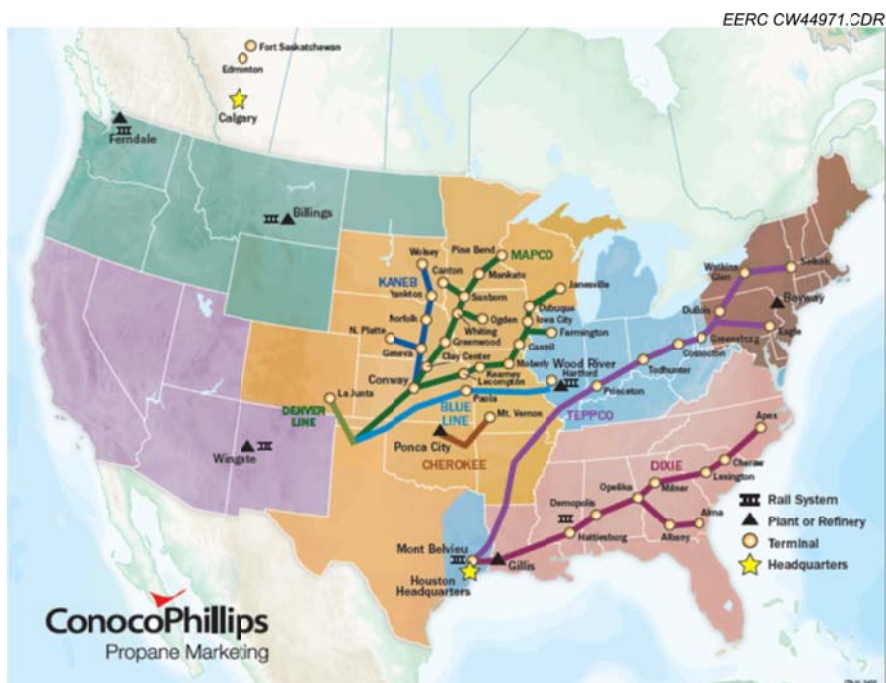 EERC CW44971.CDR
Fort Saskatchewan
Edmonton
Calgary
Ferndale
Billings
Wolsey
Pine Bend
MAPCO
Canton
Mankato
KANEB
Janesville
Yankton
Sanborn
Dubuque
Norfolk
Ogden
Iowa City
Whiting
N. Platte
Greenwood
Farmington
Geneva
Clay Center
Cantril
Moberly
Wood River
Kearney
Hartford
Conway
Lecompton
La Junta
Paola
Princeton
Todhunter
Coshocton
Greensburg
DuBois
Eagle
Watkins
Glen
Selkirk
Bayway
DENVER
LINE
BLUE
LINE
Mt. Vernon
TEPPCO
Ponca City
CHEROKEE
Wingate
Apex
DIXIE
Cheraw
Lexington
Milner
Opelika
Demopolis
Alma
Albany
Hattiesburg
Mont Belvieu
Gillis
Houston
Headquarters
Rail System
Plant or Refinery
Terminal
Headquarters
ConocoPhillips
Propane Marketing